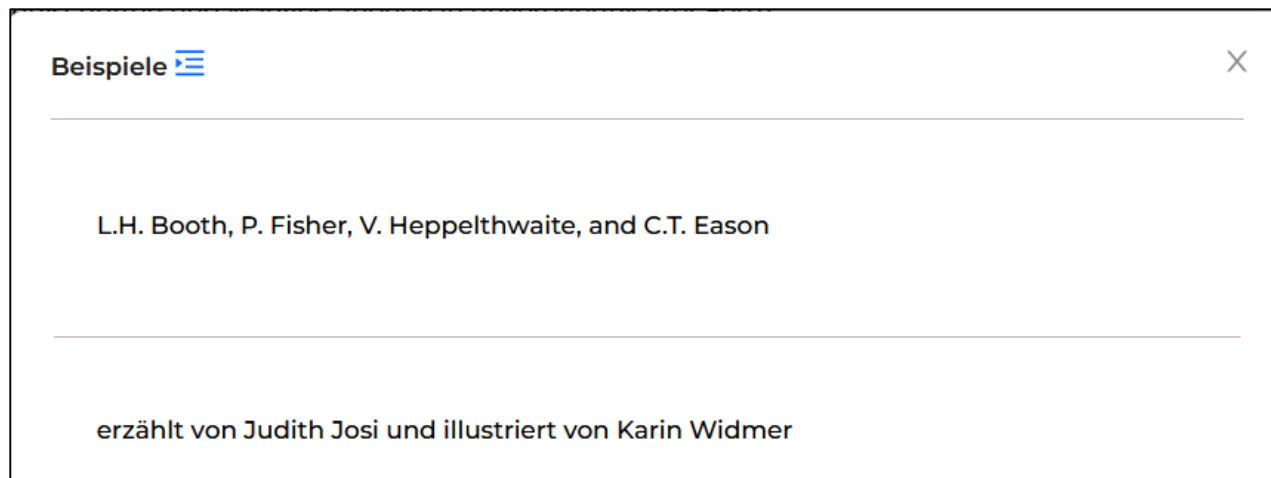 Beispiele
L.H. Booth, P. Fisher, V. Heppelthwaite, and C.T. Eason
erzählt von Judith Josi und illustriert von Karin Widmer